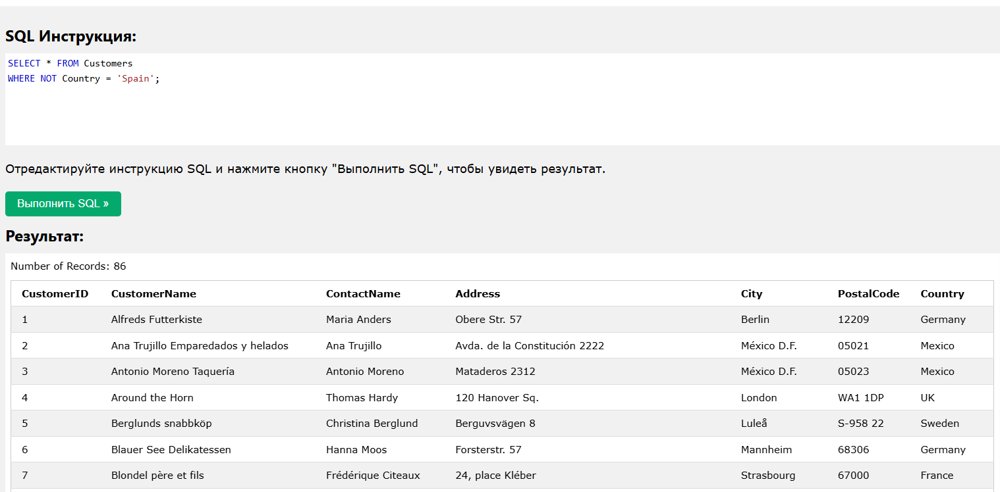 SQL Инструкция:
SELECT * FROM Customers
WHERE NOT Country = 'Spain';
Отредактируйте инструкцию SQL и нажмите кнопку "Выполнить SQL", чтобы увидеть результат.
Выполнить SQL »
Результат:
Number of Records: 86
CustomerID CustomerName ContactName Address City PostalCode Country
1 Alfreds Futterkiste Maria Anders Obere Str. 57 Berlin 12209 Germany
2 Ana Trujillo Emparedados y helados Ana Trujillo Avda. de la Constitución 2222 México D.F. 05021 Mexico
3 Antonio Moreno Taquería Antonio Moreno Mataderos 2312 México D.F. 05023 Mexico
4 Around the Horn Thomas Hardy 120 Hanover Sq. London WA1 1DP UK
5 Berglunds snabbköp Christina Berglund Berguvsvägen 8 Luleå S-958 22 Sweden
6 Blauer See Delikatessen Hanna Moos Forsterstr. 57 Mannheim 68306 Germany
7 Blondel père et fils Frédérique Citeaux 24, place Kléber Strasbourg 67000 France